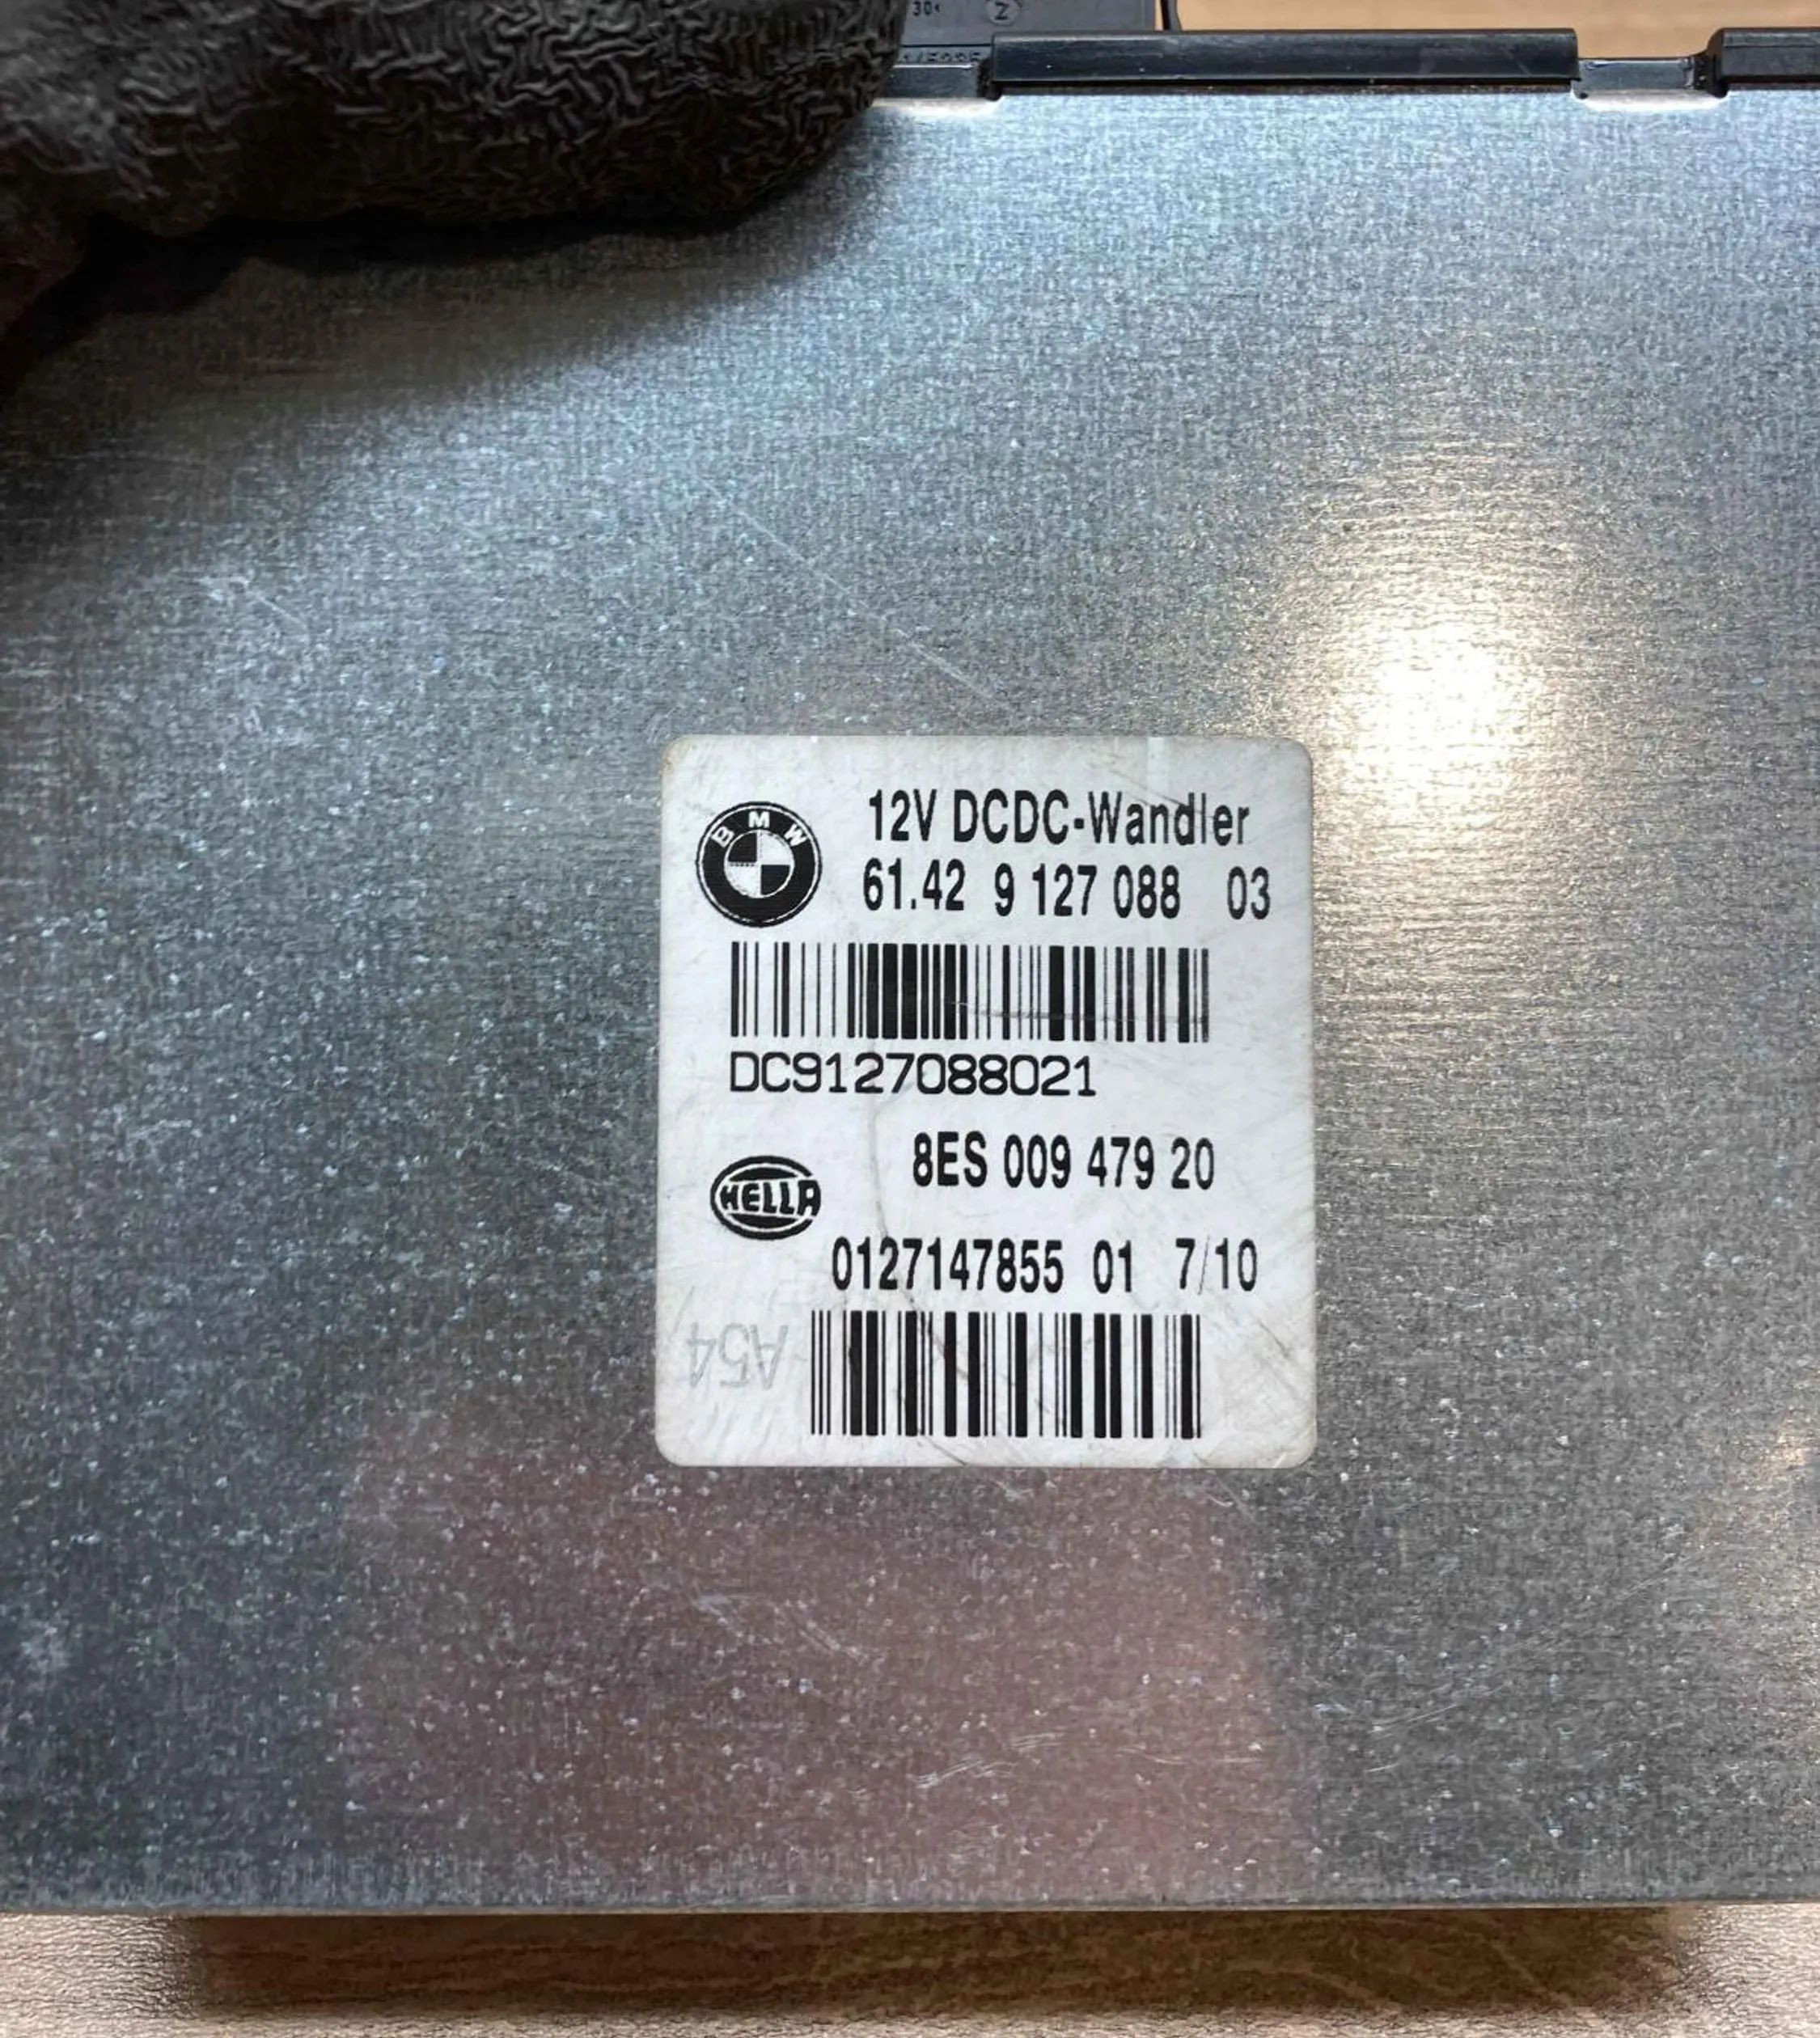 30<
BMW
12V DCDC-Wandler
61.42 9 127 088 03
DC9127088021
8ES 009 479 20
HELLA
0127147855 01 7/10
A54